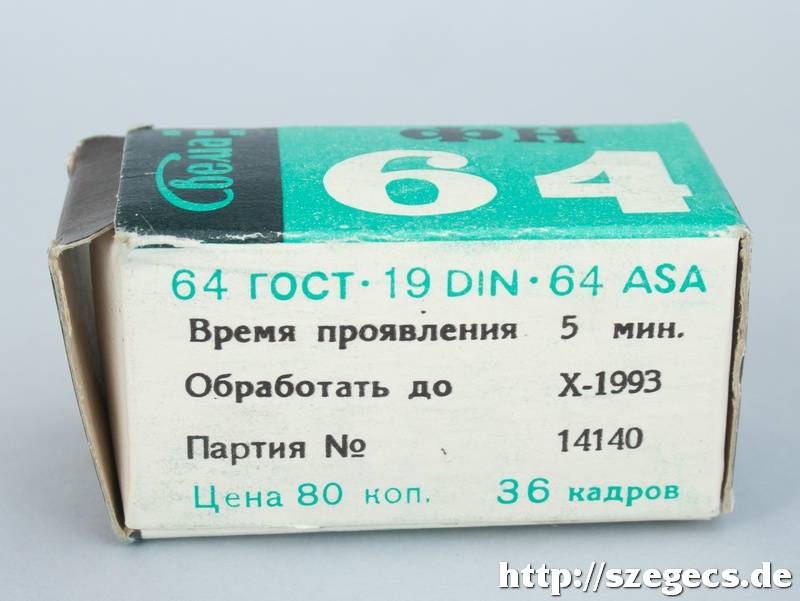 Свема
ФН
64
64 ГОСТ · 19 DIN · 64 ASA
Время проявления 5 мин.
Обработать до X-1993
Партия № 14140
Цена 80 коп. 36 кадров
http://szegecs.de